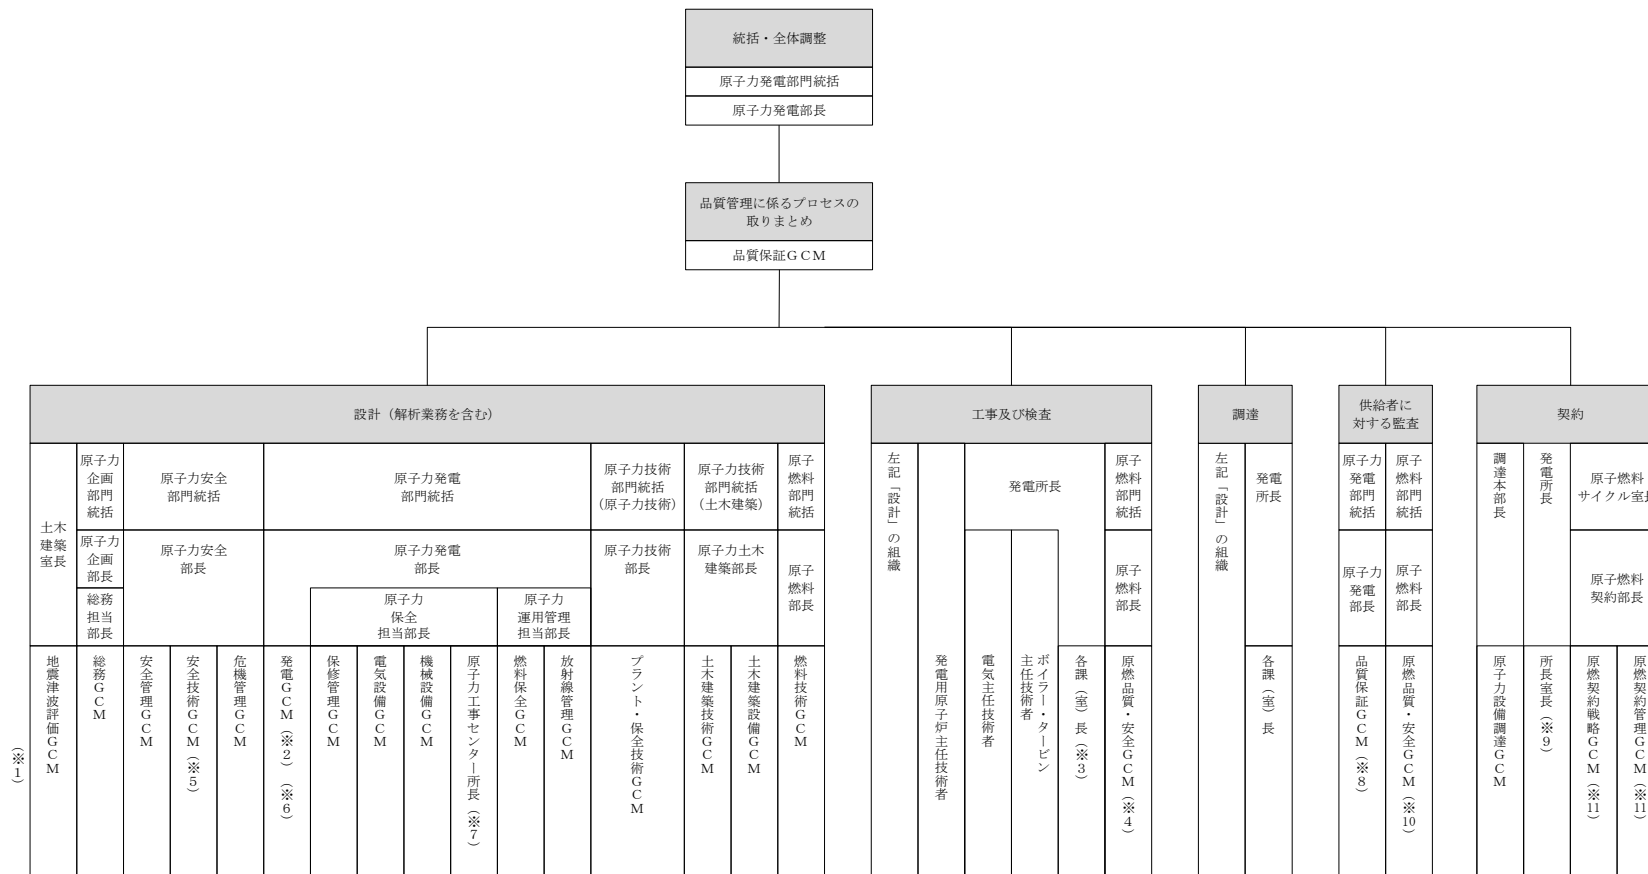 統括・全体調整
原子力発電部門統括
原子力発電部長
品質管理に係るプロセスの
取りまとめ
品質保証ＧＣＭ
設計（解析業務を含む）
土木
建築
室長
原子力
企画
部門
統括
原子力安全
部門統括
原子力発電
部門統括
原子力技術
部門統括
（原子力技術）
原子力技術
部門統括
（土木建築）
原子
燃料
部門
統括
原子力
企画
部長
原子力安全
部長
原子力発電
部長
原子力技術
部長
原子力土木
建築部長
原子
燃料
部長
総務
担当
部長
原子力
保全
担当部長
原子力
運用管理
担当部長
地震津波評価ＧＣＭ
（※１）
総務ＧＣＭ
安全管理ＧＣＭ
安全技術ＧＣＭ（※５）
危機管理ＧＣＭ
発電ＧＣＭ（※２）（※６）
保修管理ＧＣＭ
電気設備ＧＣＭ
機械設備ＧＣＭ
原子力工事センター所長（※７）
燃料保全ＧＣＭ
放射線管理ＧＣＭ
プラント・保全技術ＧＣＭ
土木建築技術ＧＣＭ
土木建築設備ＧＣＭ
燃料技術ＧＣＭ
工事及び検査
左記「設計」の組織
発電所長
原子
燃料
部門
統括
原子
燃料
部長
発電用原子炉主任技術者
電気主任技術者
ボイラー・タービン
主任技術者
各課（室）長（※３）
原燃品質・安全ＧＣＭ（※４）
調達
左記「設計」の組織
発電
所長
各課（室）長
供給者に
対する監査
原子力
発電
部門
統括
原子
燃料
部門
統括
原子力
発電
部長
原子
燃料
部長
品質保証ＧＣＭ（※８）
原燃品質・安全ＧＣＭ（※10）
契約
調達本部長
発電所長
原子燃料
サイクル室長
原子燃料
契約部長
原子力設備調達ＧＣＭ
所長室長（※９）
原燃契約戦略ＧＣＭ（※11）
原燃契約管理ＧＣＭ（※11）